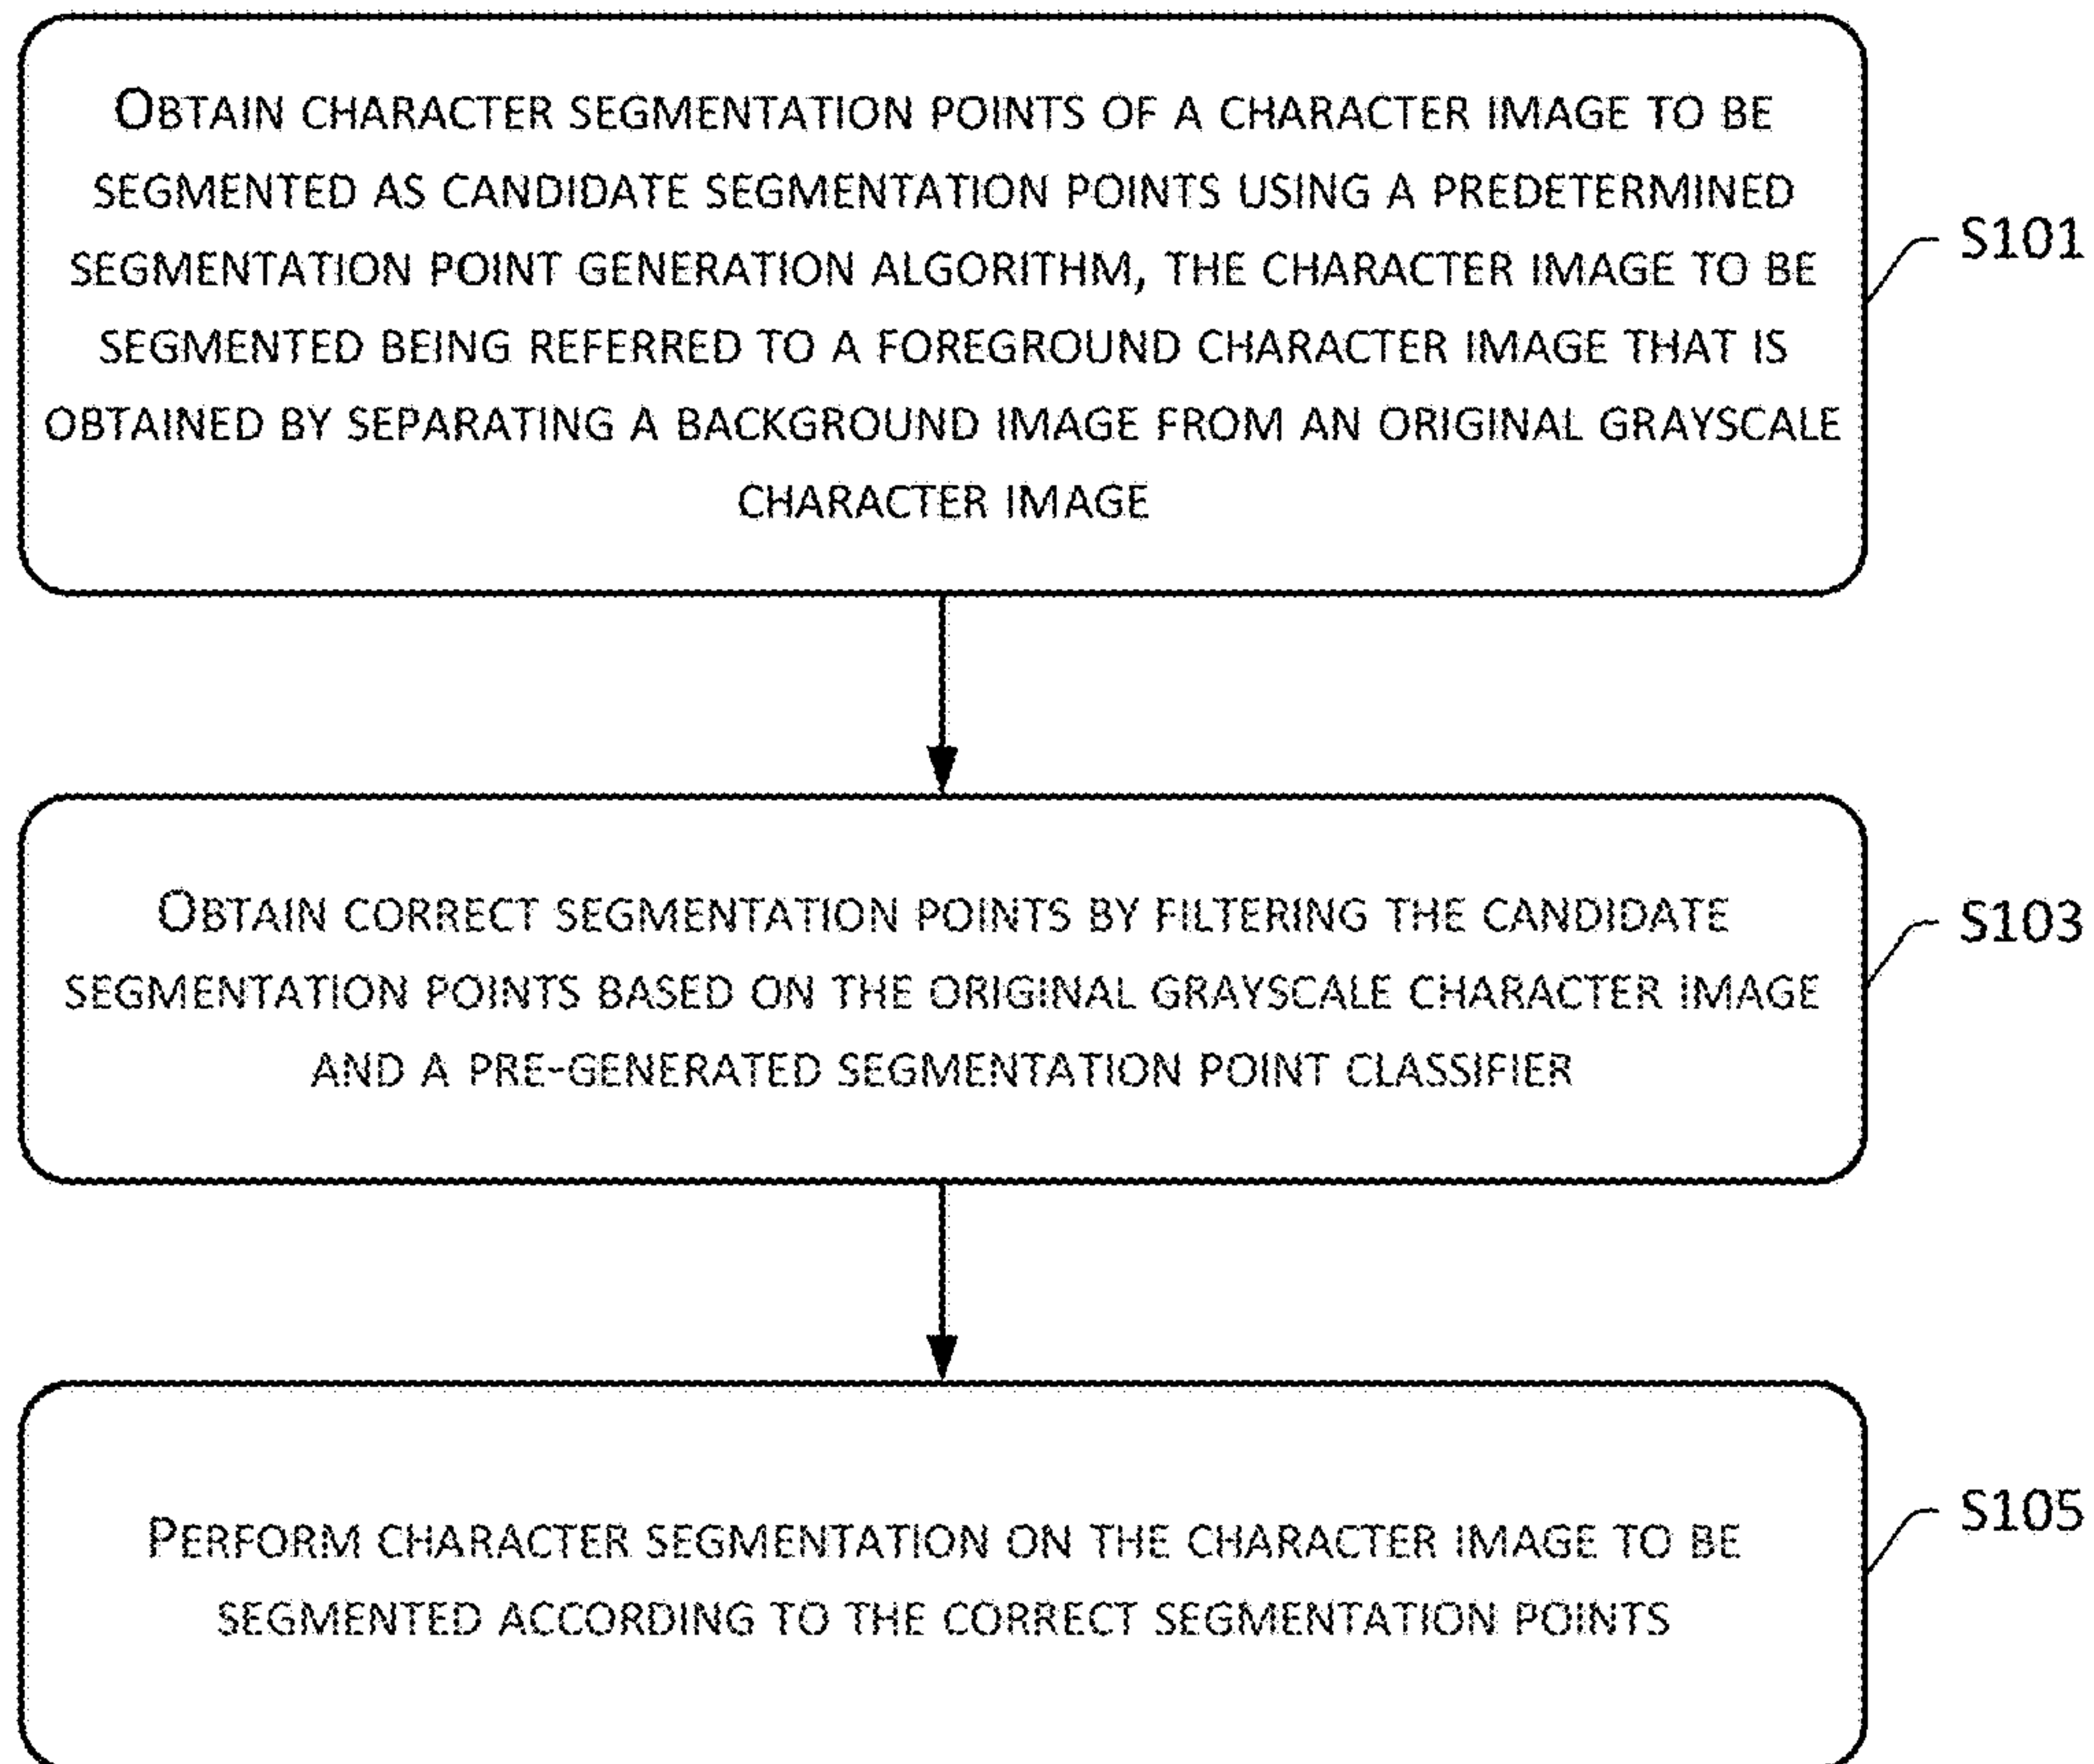 OBTAIN CHARACTER SEGMENTATION POINTS OF A CHARACTER IMAGE TO BE
SEGMENTED AS CANDIDATE SEGMENTATION POINTS USING A PREDETERMINED
SEGMENTATION POINT GENERATION ALGORITHM, THE CHARACTER IMAGE TO BE
SEGMENTED BEING REFERRED TO A FOREGROUND CHARACTER IMAGE THAT IS
OBTAINED BY SEPARATING A BACKGROUND IMAGE FROM AN ORIGINAL GRAYSCALE
CHARACTER IMAGE
S101
OBTAIN CORRECT SEGMENTATION POINTS BY FILTERING THE CANDIDATE
SEGMENTATION POINTS BASED ON THE ORIGINAL GRAYSCALE CHARACTER IMAGE
AND A PRE-GENERATED SEGMENTATION POINT CLASSIFIER
S103
PERFORM CHARACTER SEGMENTATION ON THE CHARACTER IMAGE TO BE
SEGMENTED ACCORDING TO THE CORRECT SEGMENTATION POINTS
S105